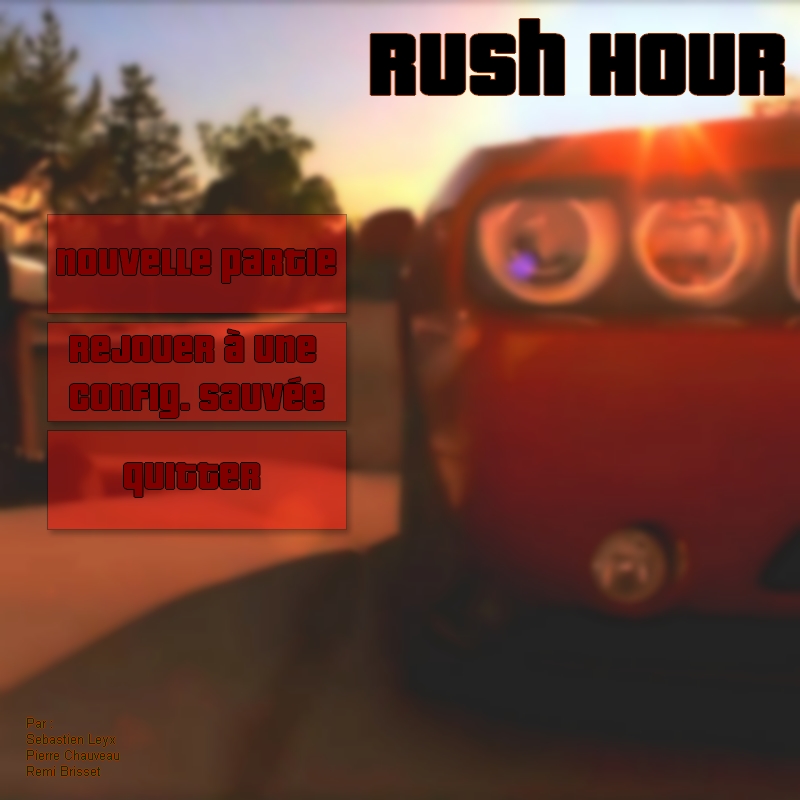 Rush Hour
nouvelle partie
Rejouer à une
config. sauvée
quitter
Par :
Sebastien Leyx
Pierre Chauveau
Remi Brisset